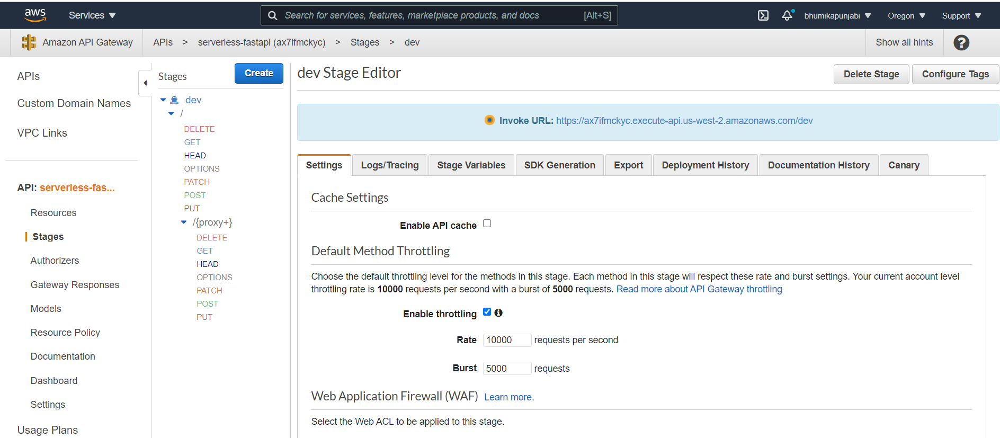 aws Services Search for services, features, marketplace products, and docs [Alt+S] bhumikapunjabi Oregon Support
Amazon API Gateway APIs > serverless-fastapi (ax7ifmckyc) > Stages > dev Show all hints ?
APIs
Custom Domain Names
VPC Links
API: serverless-fas...
Resources
Stages
Authorizers
Gateway Responses
Models
Resource Policy
Documentation
Dashboard
Settings
Usage Plans
Stages Create
dev
/
DELETE
GET
HEAD
OPTIONS
PATCH
POST
PUT
/{proxy+}
DELETE
GET
HEAD
OPTIONS
PATCH
POST
PUT
dev Stage Editor Delete Stage Configure Tags
Invoke URL: https://ax7ifmckyc.execute-api.us-west-2.amazonaws.com/dev
Settings Logs/Tracing Stage Variables SDK Generation Export Deployment History Documentation History Canary
Cache Settings
Enable API cache
Default Method Throttling
Choose the default throttling level for the methods in this stage. Each method in this stage will respect these rate and burst settings. Your current account level
throttling rate is 10000 requests per second with a burst of 5000 requests. Read more about API Gateway throttling
Enable throttling
Rate 10000 requests per second
Burst 5000 requests
Web Application Firewall (WAF) Learn more.
Select the Web ACL to be applied to this stage.